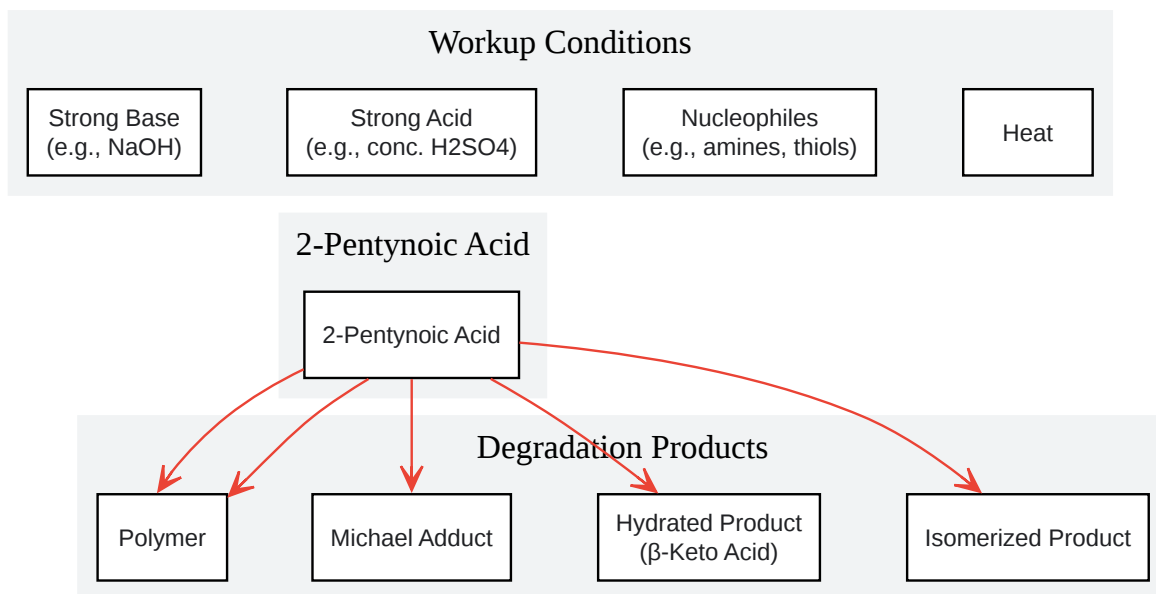 Workup Conditions
Strong Base
(e.g., NaOH)
Strong Acid
(e.g., conc. H2SO4)
Nucleophiles
(e.g., amines, thiols)
Heat
2-Pentynoic Acid
2-Pentynoic Acid
Degradation Products
Polymer
Michael Adduct
Hydrated Product
(β-Keto Acid)
Isomerized Product